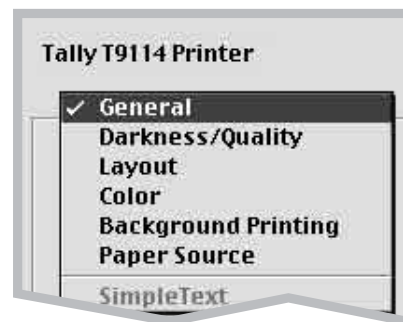 Tally T9114 Printer
✓ General
Darkness/Quality
Layout
Color
Background Printing
Paper Source
SimpleText